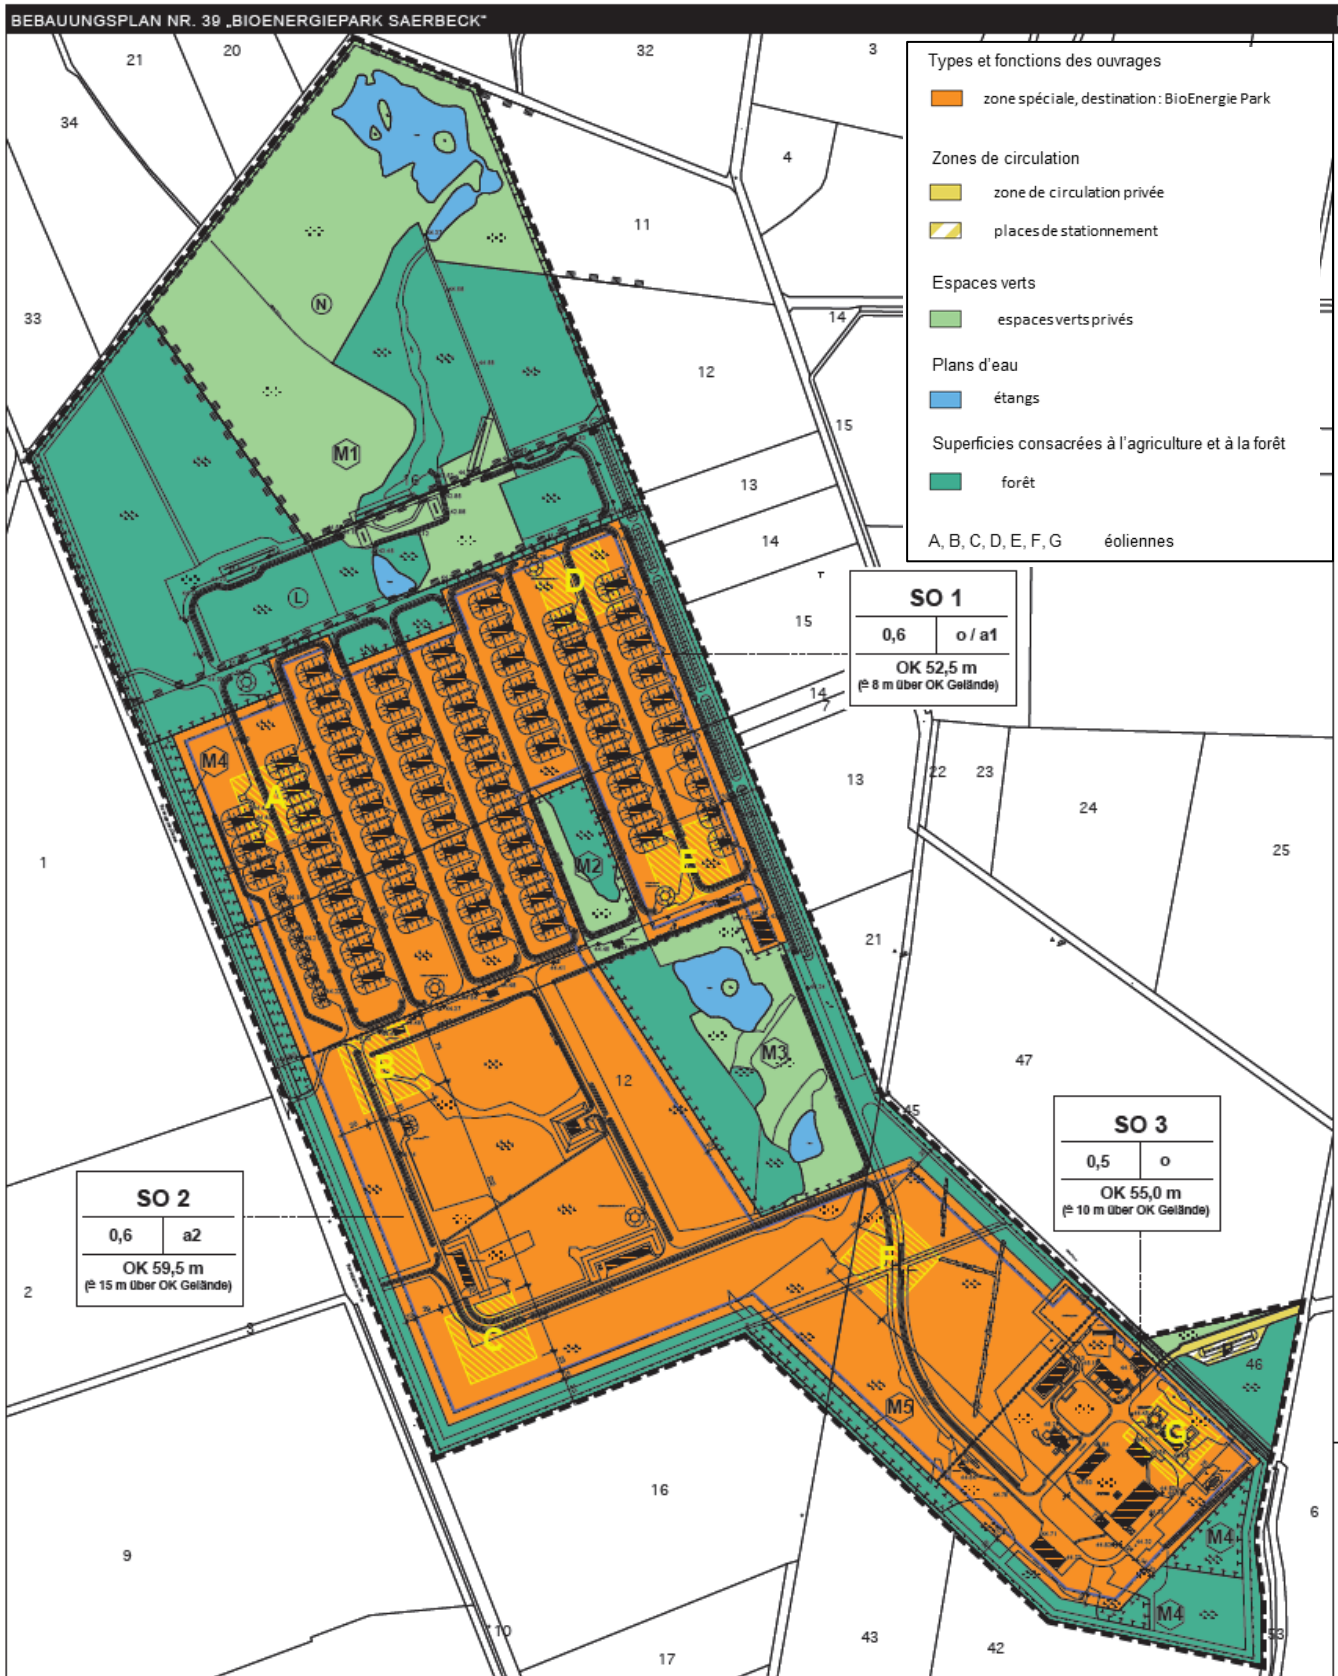 BEBAUUNGSPLAN NR. 39 „BIOENERGIEPARK SAERBECK"
Types et fonctions des ouvrages
zone spéciale, destination: BioEnergie Park
Zones de circulation
zone de circulation privée
places de stationnement
Espaces verts
espaces verts privés
Plans d'eau
étangs
Superficies consacrées à l'agriculture et à la forêt
forêt
A, B, C, D, E, F, G éoliennes
21
20
32
3
34
4
11
33
N
14
12
M1
15
16
13
14
L
D
15
SO 1
0,6 o / a1
OK 52,5 m
(≙ 8 m über OK Gelände)
14
7
M4
A
13
22
23
24
1
M2
E
25
21
M3
B
12
47
45
SO 3
0,5 o
OK 55,0 m
(≙ 10 m über OK Gelände)
SO 2
0,6 a2
OK 59,5 m
(≙ 15 m über OK Gelände)
F
2
3
C
P
46
M5
G
16
6
M4
9
M4
10
43
42
53
17